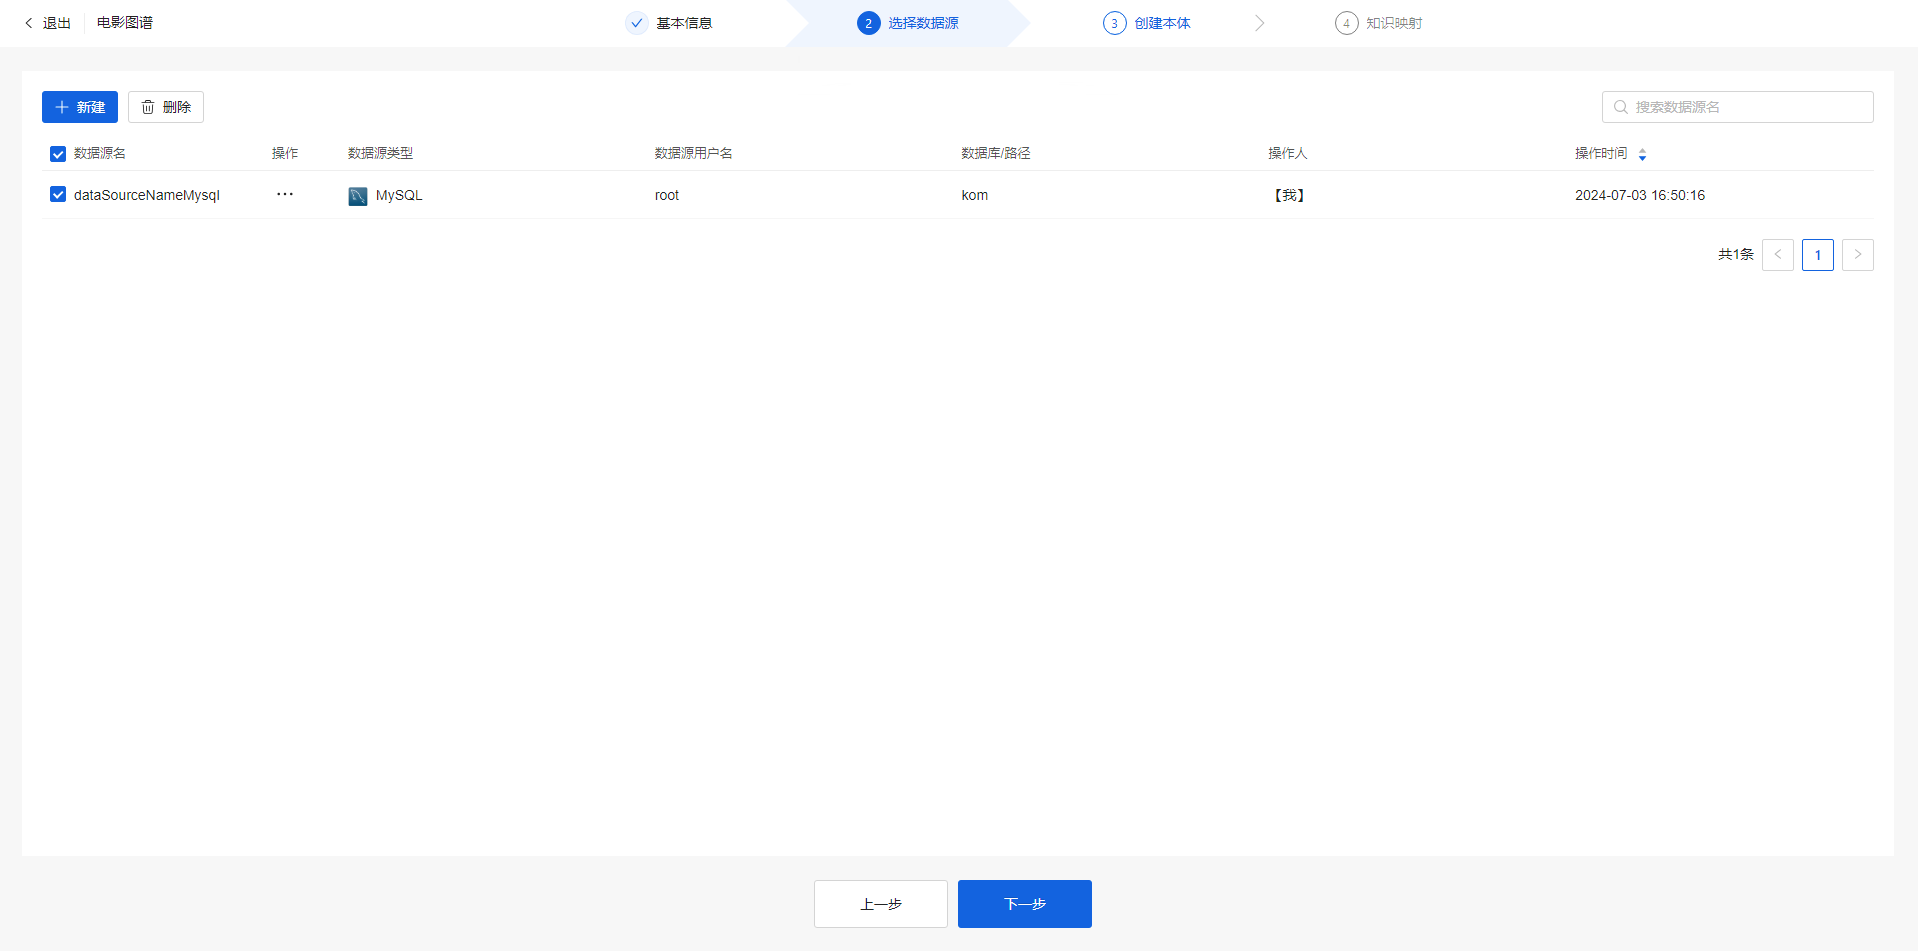 退出 电影图谱 基本信息 2 选择数据源 3 创建本体 4 知识映射
新建 删除 搜索数据源名
数据源名 操作 数据源类型 数据源用户名 数据库/路径 操作人 操作时间
dataSourceNameMysql ··· MySQL root kom 【我】 2024-07-03 16:50:16
共1条 < 1 >
上一步 下一步